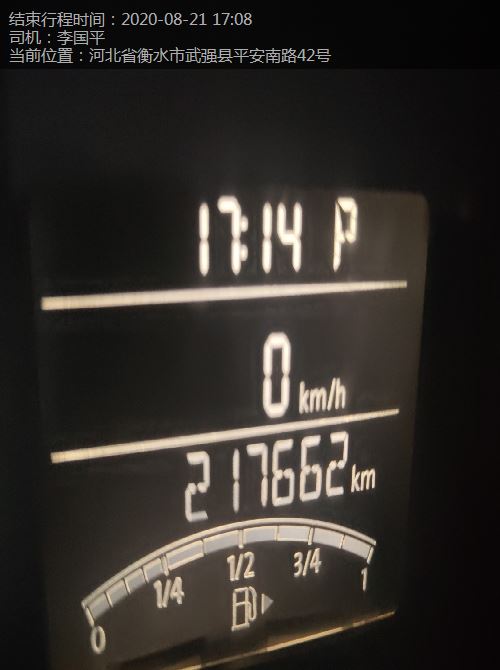 结束行程时间：2020-08-21 17:08
司机：李国平
当前位置：河北省衡水市武强县平安南路42号
17:14 P
0 km/h
217662 km
0 1/4 1/2 3/4 1